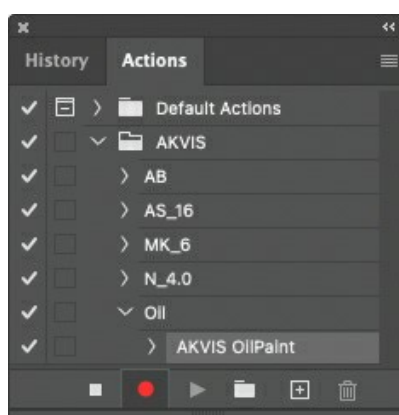 History Actions
Default Actions
AKVIS
AB
AS_16
MK_6
N_4.0
Oil
AKVIS OilPaint